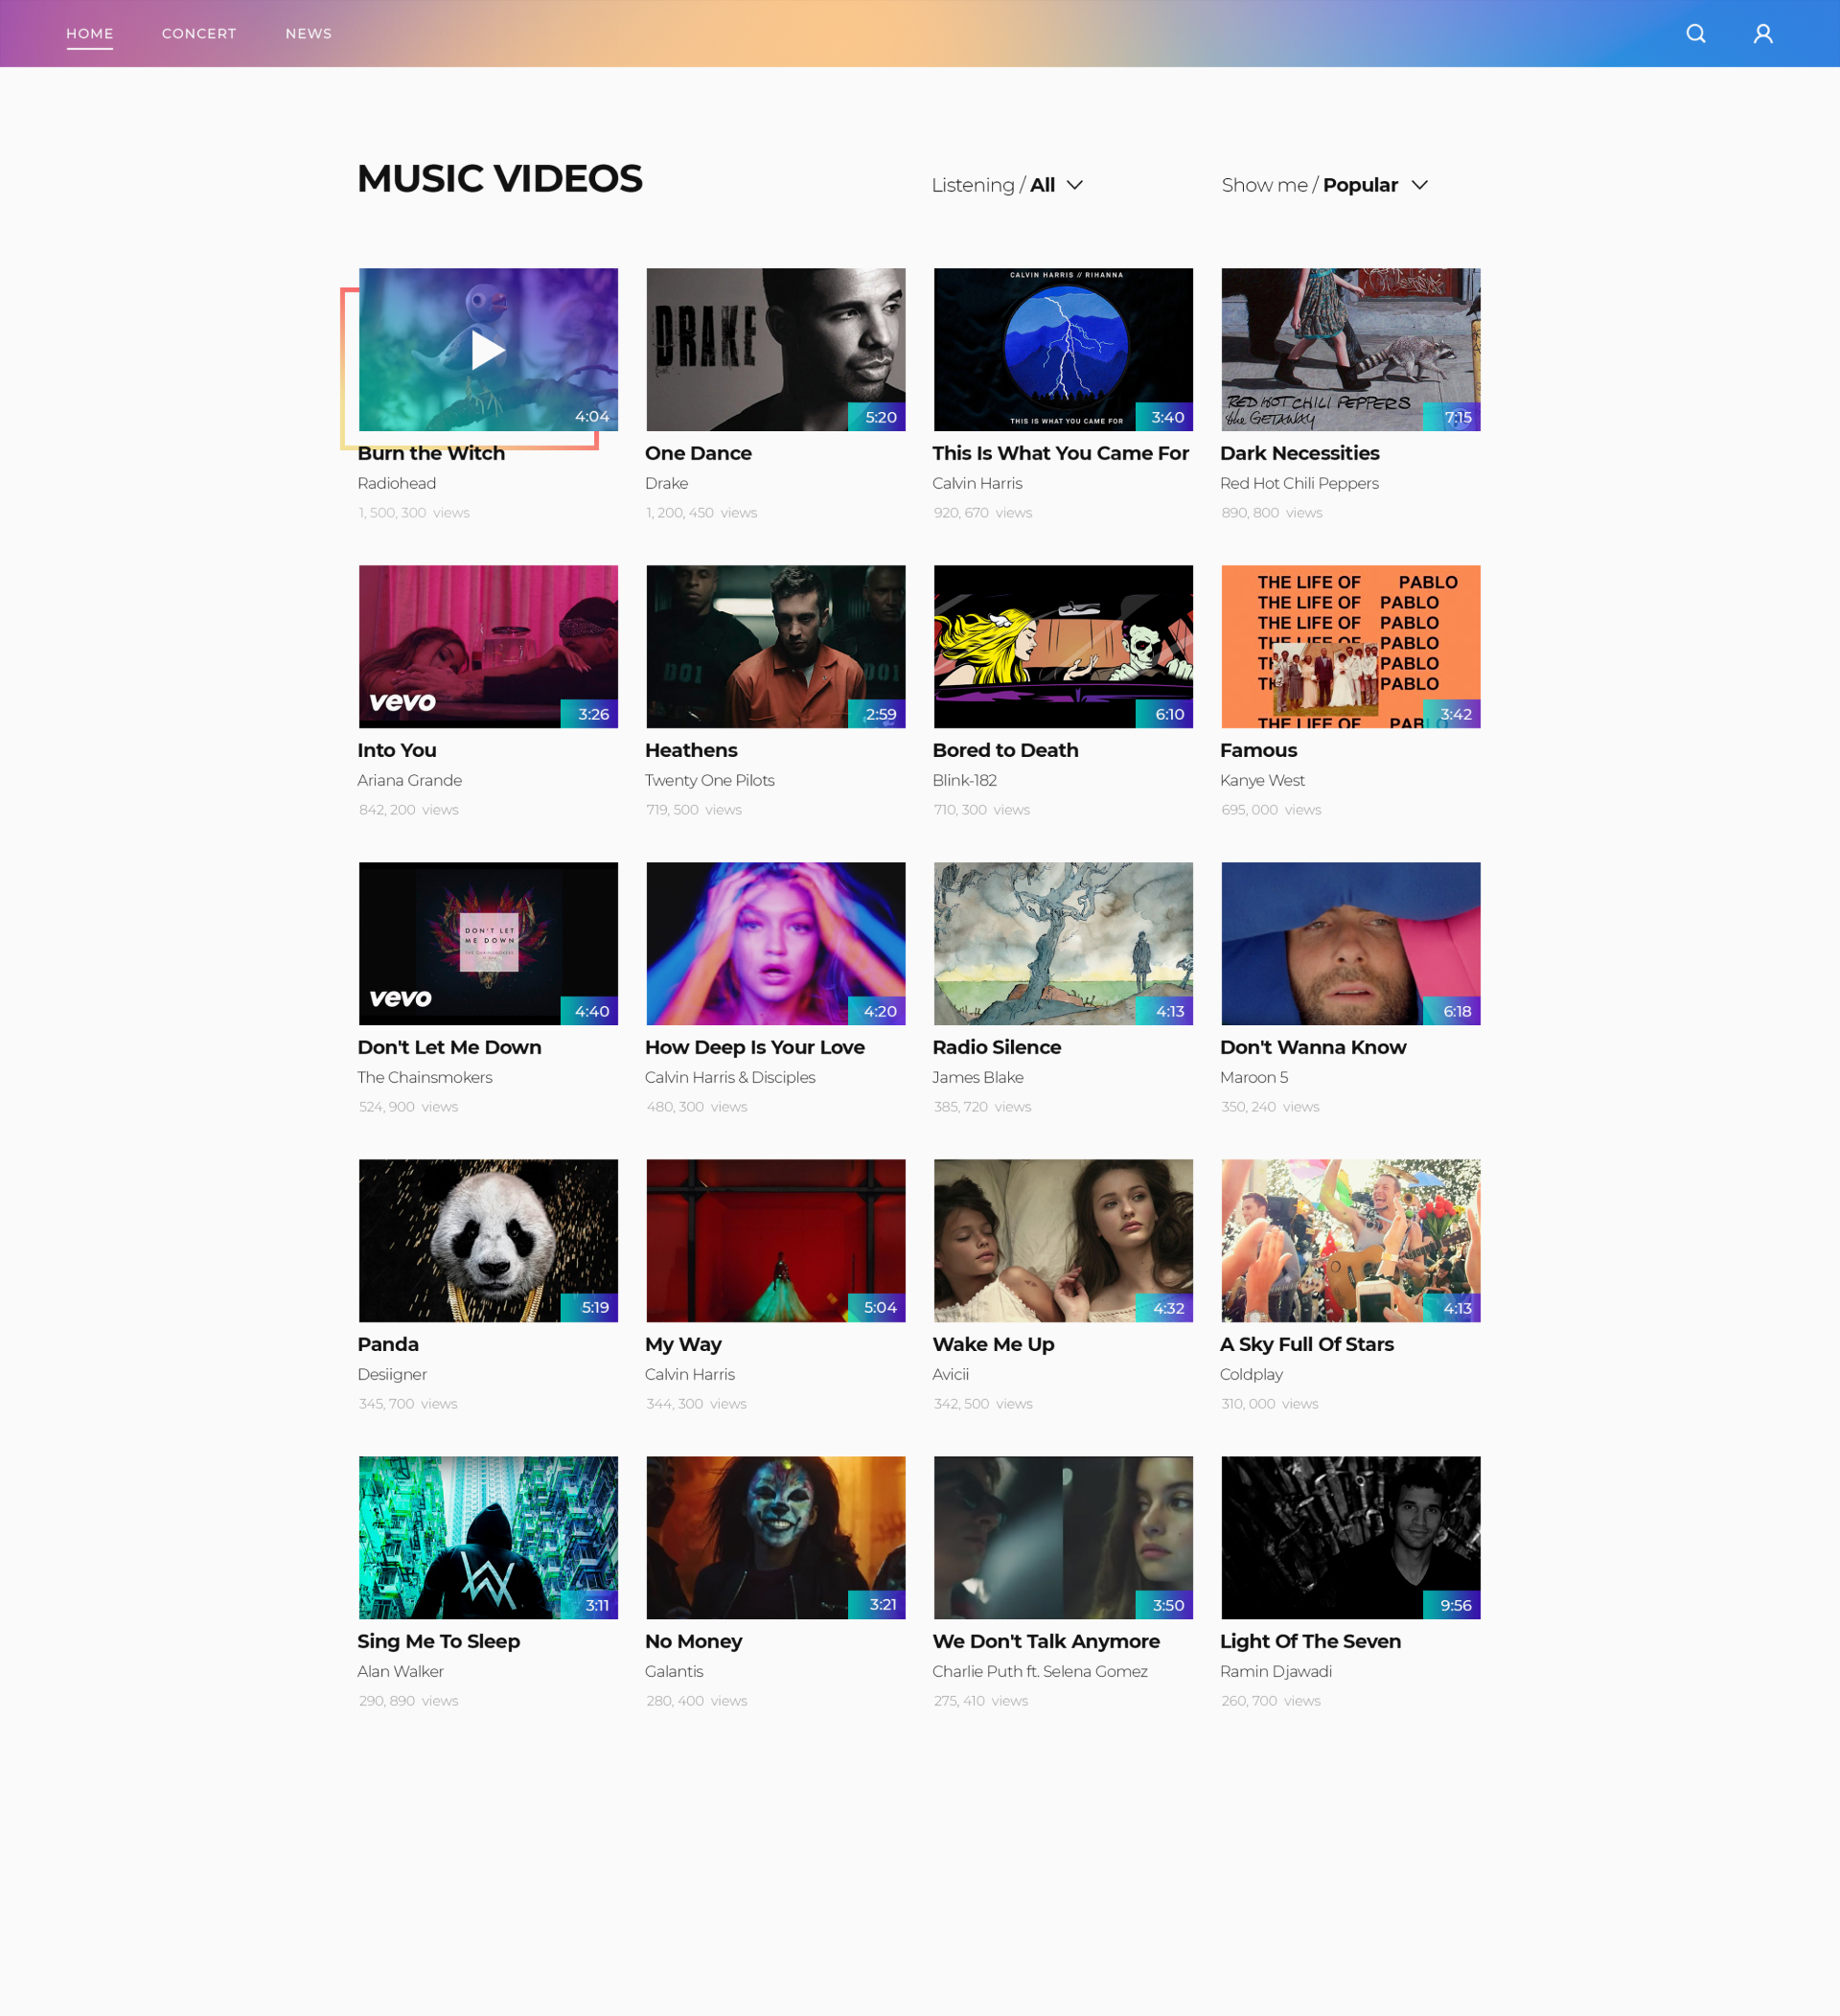 HOME CONCERT NEWS
MUSIC VIDEOS
Listening / All
Show me / Popular
4:04
Burn the Witch
Radiohead
1, 500, 300 views
DRAKE
5:20
One Dance
Drake
1, 200, 450 views
CALVIN HARRIS // RIHANNA
THIS IS WHAT YOU CAME FOR
3:40
This Is What You Came For
Calvin Harris
920, 670 views
RED HOT CHILI PEPPERS
the GETAWAY
7:15
Dark Necessities
Red Hot Chili Peppers
890, 800 views
vevo
3:26
Into You
Ariana Grande
842, 200 views
D01
D01
2:59
Heathens
Twenty One Pilots
719, 500 views
6:10
Bored to Death
Blink-182
710, 300 views
THE LIFE OF PABLO
THE LIFE OF PABLO
THE LIFE OF PABLO
THE LIFE OF PABLO
TH PABLO
TH PABLO
THE LIFE OF PABLO
3:42
Famous
Kanye West
695, 000 views
DON'T LET
ME DOWN
vevo
4:40
Don't Let Me Down
The Chainsmokers
524, 900 views
4:20
How Deep Is Your Love
Calvin Harris & Disciples
480, 300 views
4:13
Radio Silence
James Blake
385, 720 views
6:18
Don't Wanna Know
Maroon 5
350, 240 views
5:19
Panda
Desiigner
345, 700 views
5:04
My Way
Calvin Harris
344, 300 views
4:32
Wake Me Up
Avicii
342, 500 views
4:13
A Sky Full Of Stars
Coldplay
310, 000 views
3:11
Sing Me To Sleep
Alan Walker
290, 890 views
3:21
No Money
Galantis
280, 400 views
3:50
We Don't Talk Anymore
Charlie Puth ft. Selena Gomez
275, 410 views
9:56
Light Of The Seven
Ramin Djawadi
260, 700 views